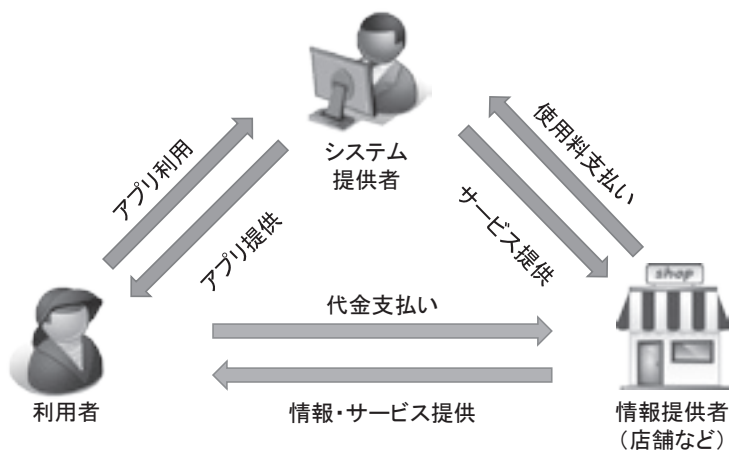 システム
提供者
アプリ利用
アプリ提供
使用料支払い
サービス提供
shop
代金支払い
利用者
情報・サービス提供
情報提供者
（店舗など）